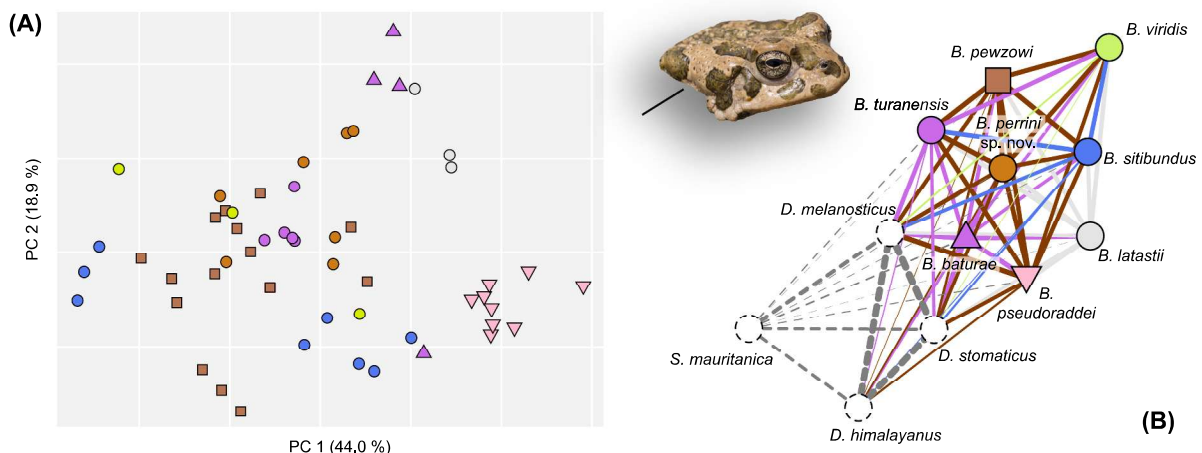 (A)
PC 2 (18.9 %)
PC 1 (44.0 %)
B. viridis
B. pewzowi
B. turanensis
B. perrini
sp. nov.
B. sitibundus
D. melanosticus
B. baturae
B. latastii
B.
pseudoraddei
S. mauritanica
D. stomaticus
D. himalayanus
(B)